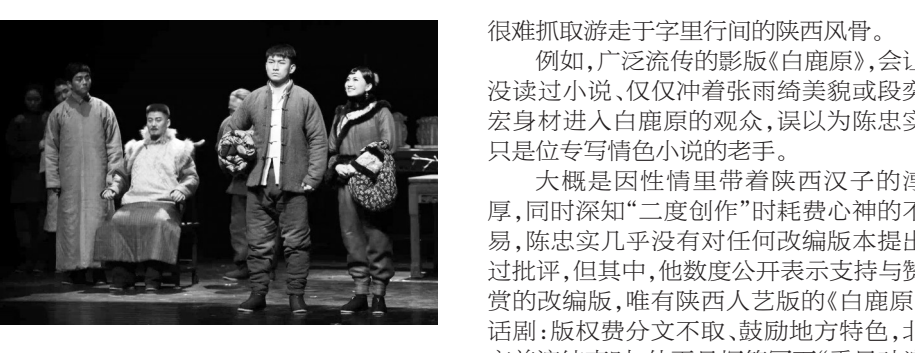 很难抓取游走于字里行间的陕西风骨。
例如,广泛流传的影版《白鹿原》,会让
没读过小说、仅仅冲着张雨绮美貌或段奕
宏身材进入白鹿原的观众,误以为陈忠实
只是位专写情色小说的老手。
大概是因性情里带着陕西汉子的淳
厚,同时深知“二度创作”时耗费心神的不
易,陈忠实几乎没有对任何改编版本提出
过批评,但其中,他数度公开表示支持与赞
赏的改编版,唯有陕西人艺版的《白鹿原》
话剧:版权费分文不取、鼓励地方特色,北